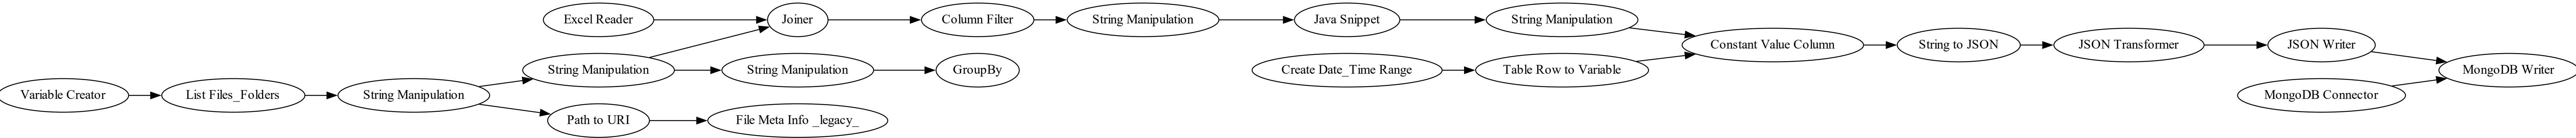 Excel Reader
Joiner
Column Filter
String Manipulation
Java Snippet
String Manipulation
Constant Value Column
String to JSON
JSON Transformer
JSON Writer
String Manipulation
String Manipulation
GroupBy
Create Date_Time Range
Table Row to Variable
MongoDB Writer
Variable Creator
List Files_Folders
String Manipulation
MongoDB Connector
Path to URI
File Meta Info _legacy_